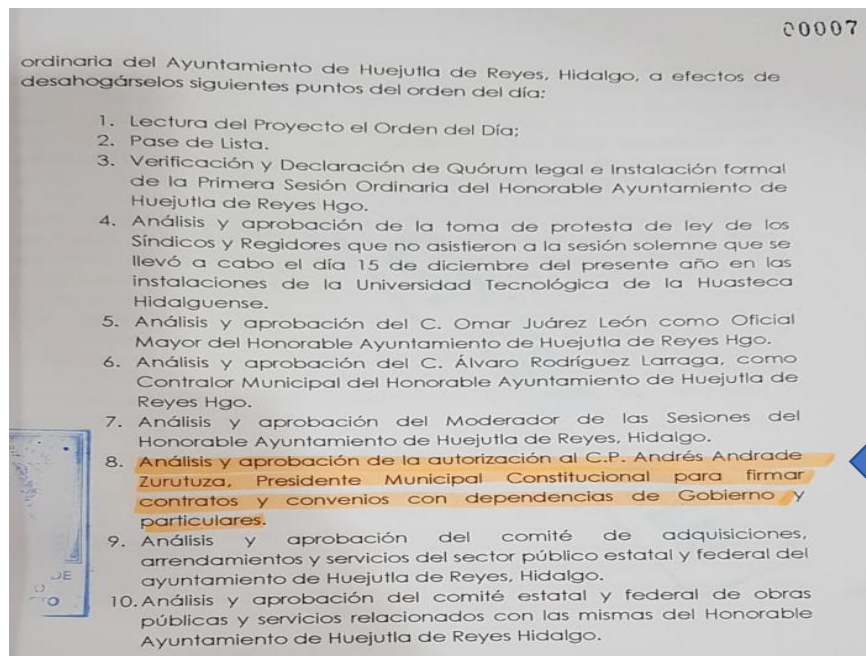 00007
ordinaria del Ayuntamiento de Huejutla de Reyes, Hidalgo, a efectos de
desahogárselos siguientes puntos del orden del día:
1. Lectura del Proyecto el Orden del Día;
2. Pase de Lista.
3. Verificación y Declaración de Quórum legal e Instalación formal
de la Primera Sesión Ordinaria del Honorable Ayuntamiento de
Huejutla de Reyes Hgo.
4. Análisis y aprobación de la toma de protesta de ley de los
Síndicos y Regidores que no asistieron a la sesión solemne que se
llevó a cabo el día 15 de diciembre del presente año en las
instalaciones de la Universidad Tecnológica de la Huasteca
Hidalguense.
5. Análisis y aprobación del C. Omar Juárez León como Oficial
Mayor del Honorable Ayuntamiento de Huejutla de Reyes Hgo.
6. Análisis y aprobación del C. Álvaro Rodríguez Larraga, como
Contralor Municipal del Honorable Ayuntamiento de Huejutla de
Reyes Hgo.
7. Análisis y aprobación del Moderador de las Sesiones del
Honorable Ayuntamiento de Huejutla de Reyes, Hidalgo.
8. Análisis y aprobación de la autorización al C.P. Andrés Andrade
Zurutuza, Presidente Municipal Constitucional para firmar
contratos y convenios con dependencias de Gobierno y
particulares.
9. Análisis y aprobación del comité de adquisiciones,
arrendamientos y servicios del sector público estatal y federal del
ayuntamiento de Huejutla de Reyes, Hidalgo.
10. Análisis y aprobación del comité estatal y federal de obras
públicas y servicios relacionados con las mismas del Honorable
Ayuntamiento de Huejutla de Reyes Hidalgo.
DE